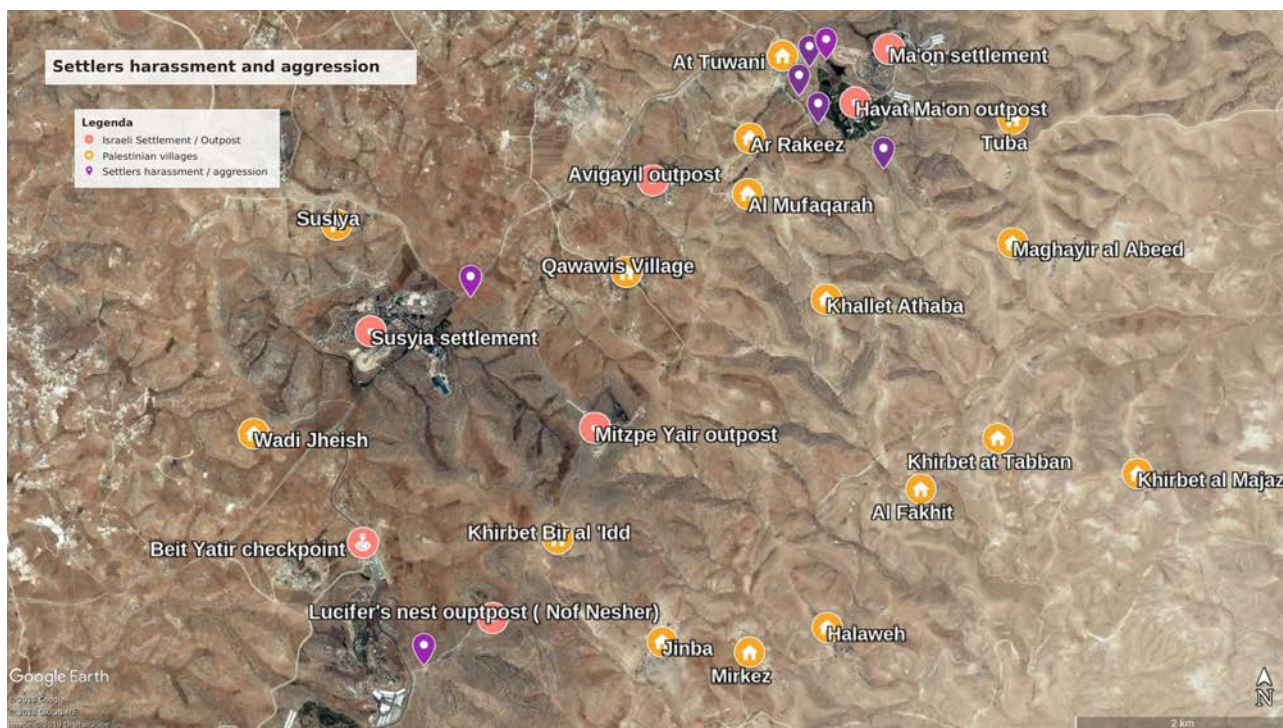 Settlers harassment and aggression
Legenda
Israeli Settlement / Outpost
Palestinian villages
Settlers harassment / aggression
At Tuwani
Ma'on settlement
Havat Ma'on outpost
Tuba
Ar Rakeez
Avigayil outpost
Al Mufaqarah
Susiya
Maghayir al Abeed
Qawawis Village
Khallet Athaba
Susyia settlement
Wadi Jheish
Mitzpe Yair outpost
Khirbet at Tabban
Khirbet al Majaz
Al Fakhit
Khirbet Bir al 'Idd
Beit Yatir checkpoint
Lucifer's nest ouptpost ( Nof Nesher)
Halaweh
Jinba
Mirkez
Google Earth
© 2018 Google
N
2 km